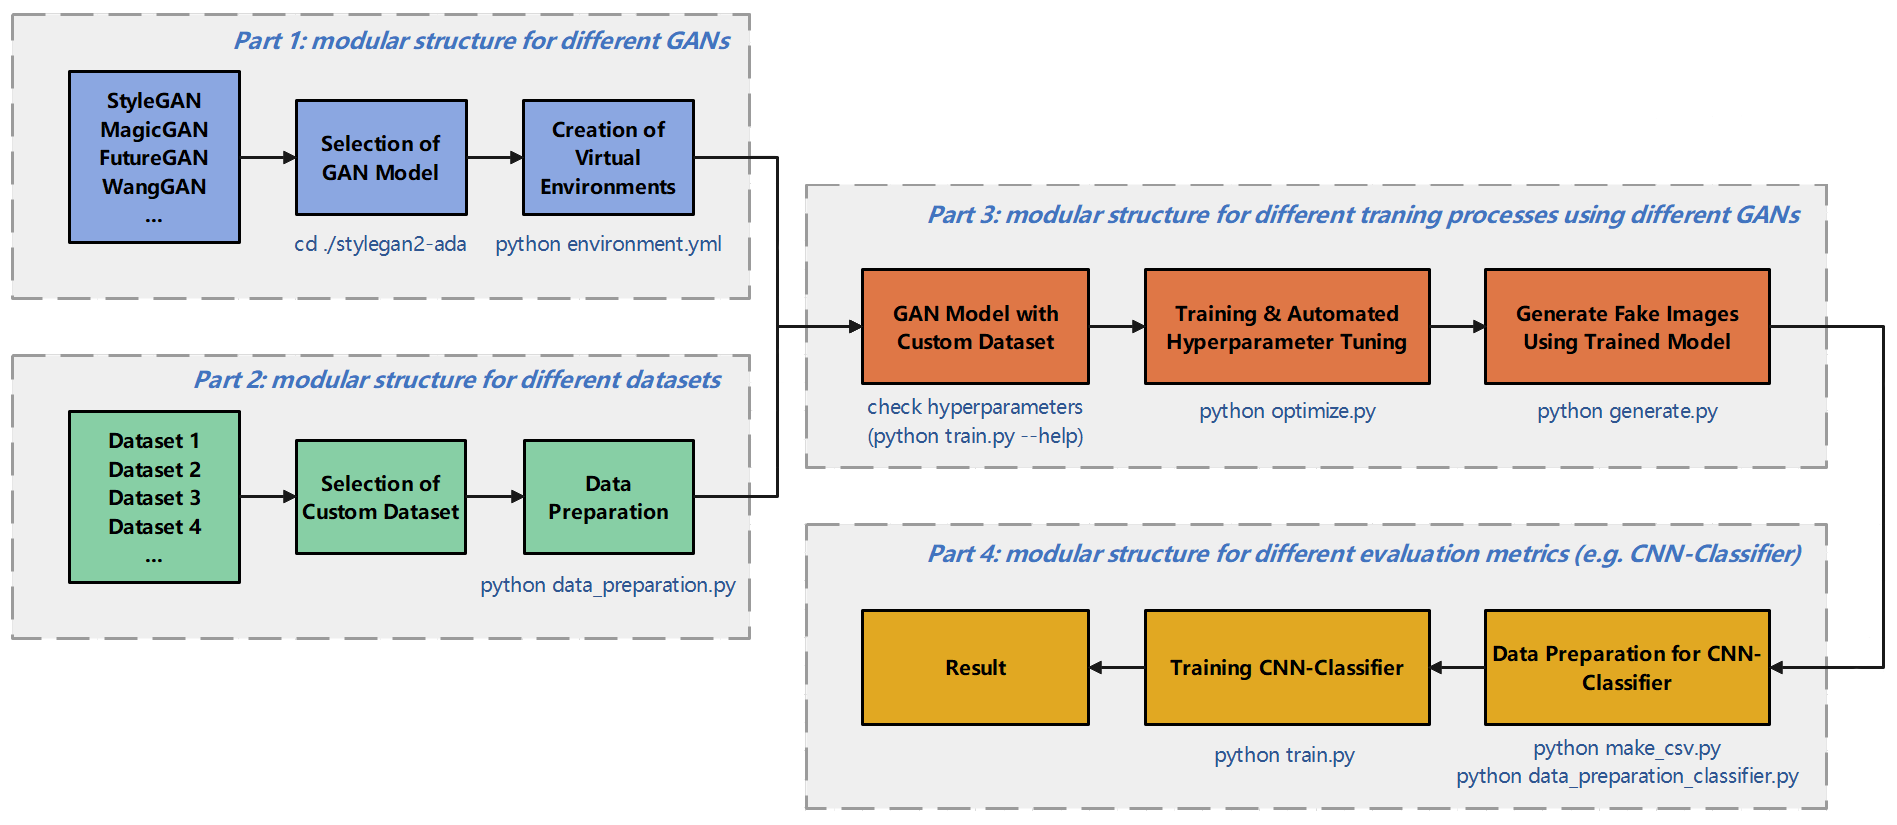 Part 1: modular structure for different GANs
StyleGAN
MagicGAN
FutureGAN
WangGAN
...
Selection of
GAN Model
cd ./stylegan2-ada
Creation of
Virtual
Environments
python environment.yml
Part 2: modular structure for different datasets
Dataset 1
Dataset 2
Dataset 3
Dataset 4
...
Selection of
Custom Dataset
Data
Preparation
python data_preparation.py
Part 3: modular structure for different traning processes using different GANs
GAN Model with
Custom Dataset
check hyperparameters
(python train.py --help)
Training & Automated
Hyperparameter Tuning
python optimize.py
Generate Fake Images
Using Trained Model
python generate.py
Part 4: modular structure for different evaluation metrics (e.g. CNN-Classifier)
Data Preparation for CNN-
Classifier
python make_csv.py
python data_preparation_classifier.py
Training CNN-Classifier
python train.py
Result